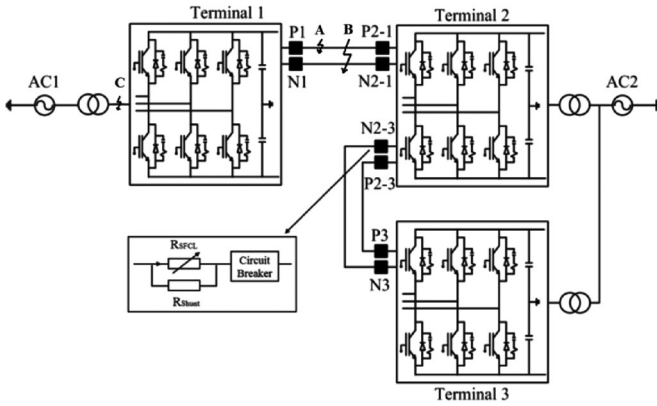 Terminal 1
Terminal 2
P1 A B P2-1
N1 N2-1
AC1 C AC2
N2-3
P2-3
P3
N3
RSFCL
Circuit
Breaker
RShunt
Terminal 3